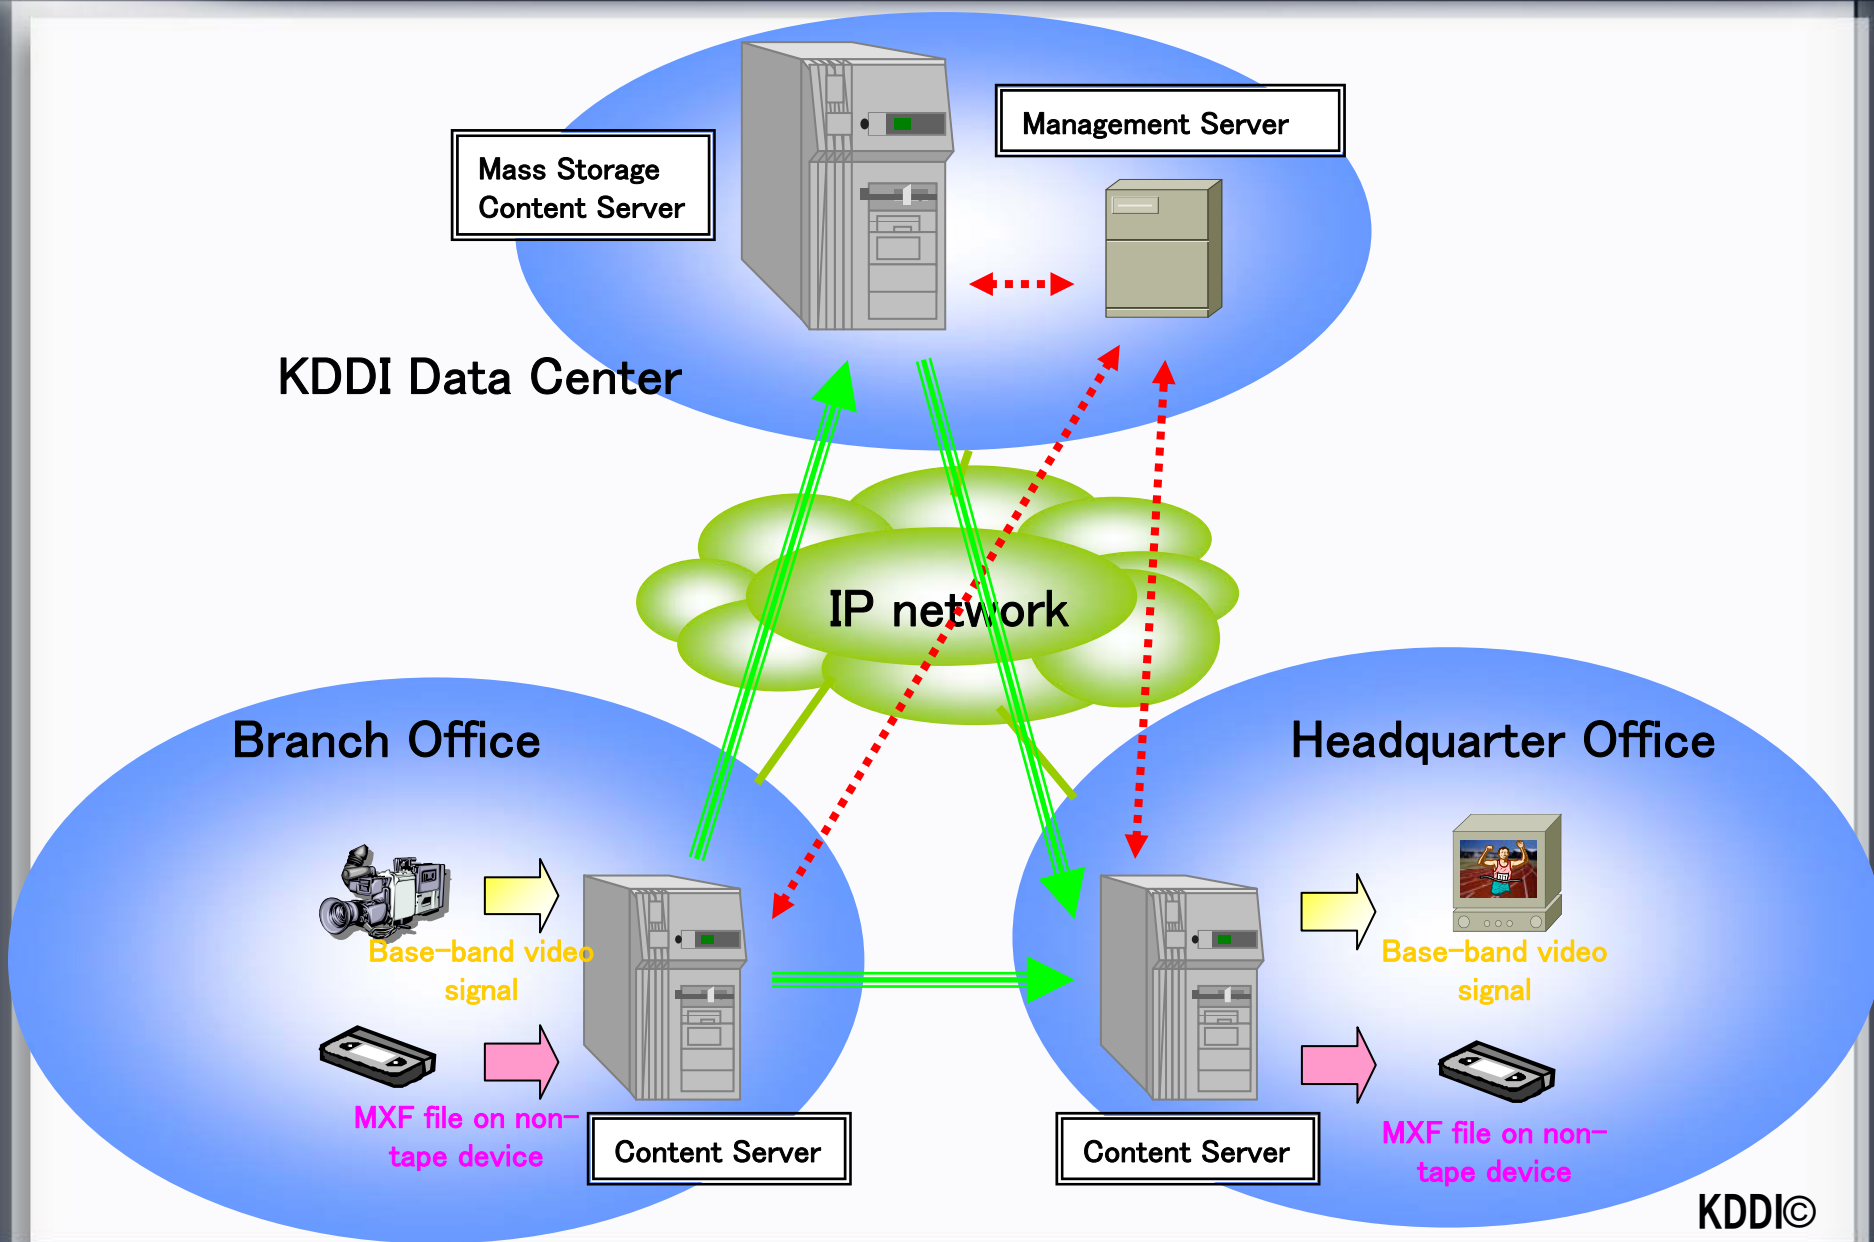 Management Server
Mass Storage
Content Server
KDDI Data Center
IP network
Branch Office
Headquarter Office
Base-band video
signal
Base-band video
signal
MXF file on non-
tape device
MXF file on non-
tape device
Content Server
Content Server
KDDI©